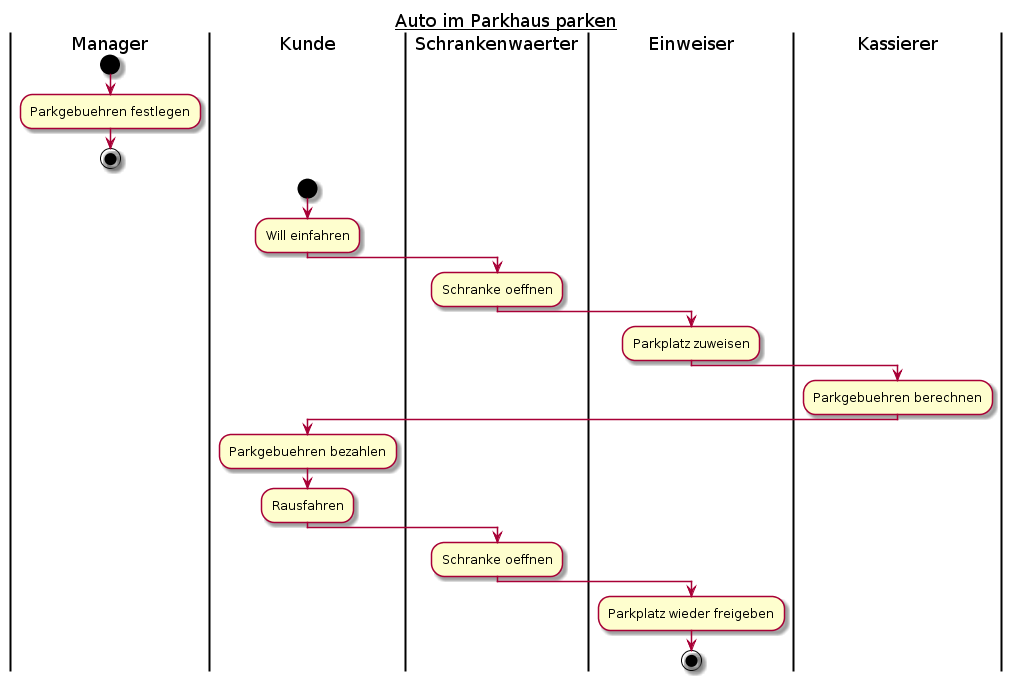 Auto im Parkhaus parken
Manager
Kunde
Schrankenwaerter
Einweiser
Kassierer
Parkgebuehren festlegen
Will einfahren
Schranke oeffnen
Parkplatz zuweisen
Parkgebuehren berechnen
Parkgebuehren bezahlen
Rausfahren
Schranke oeffnen
Parkplatz wieder freigeben